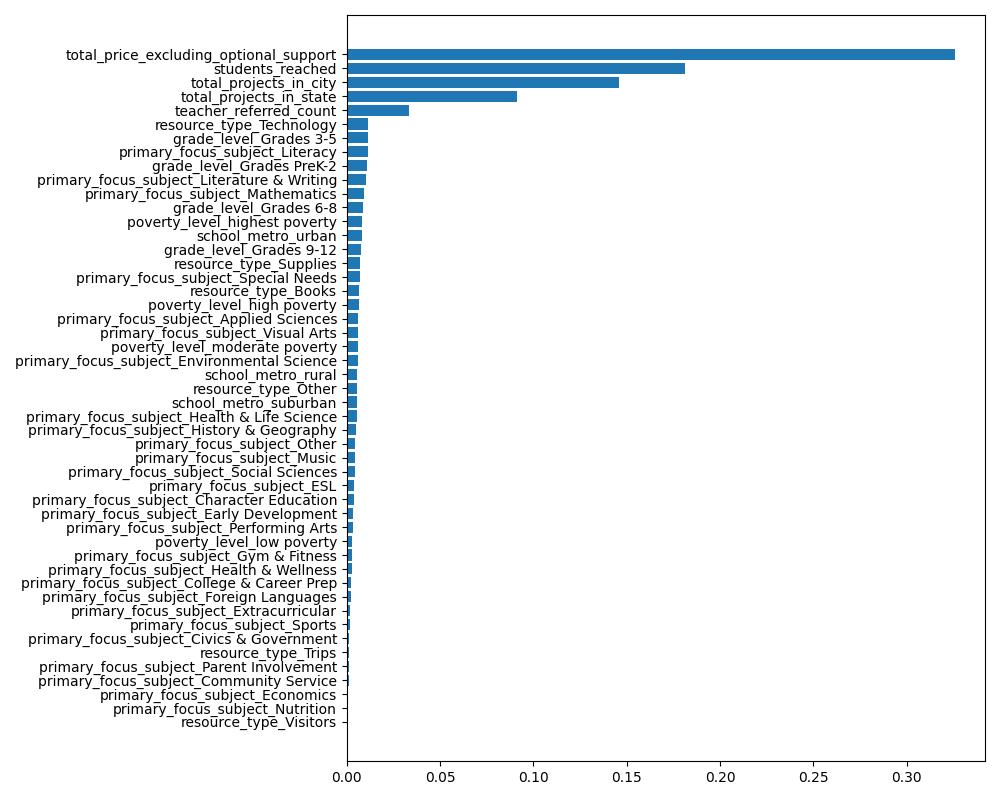 total_price_excluding_optional_support
students_reached
total_projects_in_city
total_projects_in_state
teacher_referred_count
resource_type_Technology
grade_level_Grades 3-5
primary_focus_subject_Literacy
grade_level_Grades PreK-2
primary_focus_subject_Literature & Writing
primary_focus_subject_Mathematics
grade_level_Grades 6-8
poverty_level_highest poverty
school_metro_urban
grade_level_Grades 9-12
resource_type_Supplies
primary_focus_subject_Special Needs
resource_type_Books
poverty_level_high poverty
primary_focus_subject_Applied Sciences
primary_focus_subject_Visual Arts
poverty_level_moderate poverty
primary_focus_subject_Environmental Science
school_metro_rural
resource_type_Other
school_metro_suburban
primary_focus_subject_Health & Life Science
primary_focus_subject_History & Geography
primary_focus_subject_Other
primary_focus_subject_Music
primary_focus_subject_Social Sciences
primary_focus_subject_ESL
primary_focus_subject_Character Education
primary_focus_subject_Early Development
primary_focus_subject_Performing Arts
poverty_level_low poverty
primary_focus_subject_Gym & Fitness
primary_focus_subject_Health & Wellness
primary_focus_subject_College & Career Prep
primary_focus_subject_Foreign Languages
primary_focus_subject_Extracurricular
primary_focus_subject_Sports
primary_focus_subject_Civics & Government
resource_type_Trips
primary_focus_subject_Parent Involvement
primary_focus_subject_Community Service
primary_focus_subject_Economics
primary_focus_subject_Nutrition
resource_type_Visitors
0.00 0.05 0.10 0.15 0.20 0.25 0.30